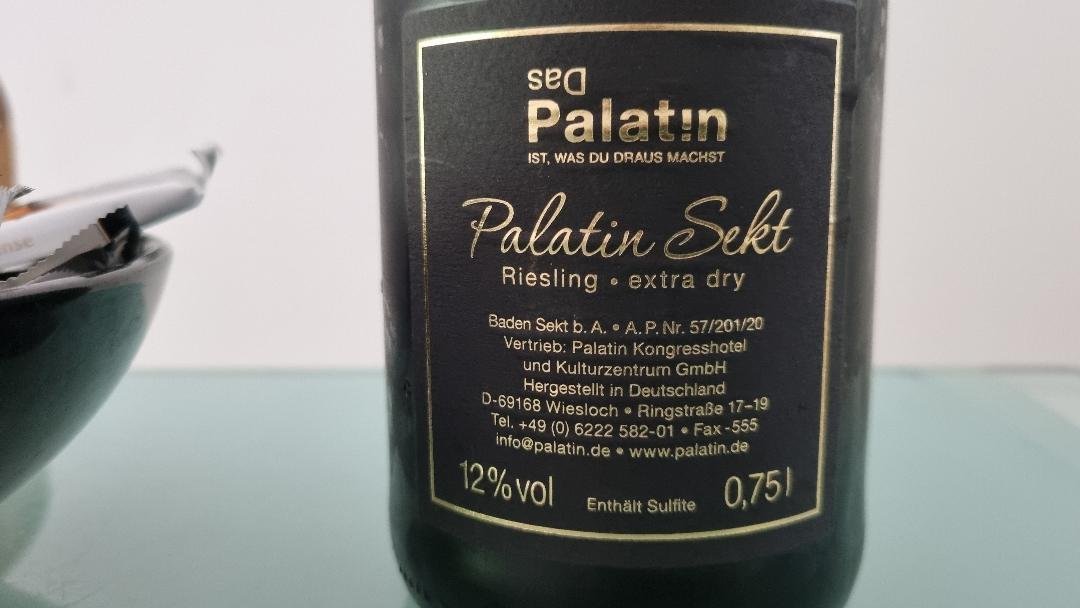 Das
Palat!n
IST, WAS DU DRAUS MACHST
Palatin Sekt
Riesling • extra dry
Baden Sekt b. A. • A. P. Nr. 57/201/20
Vertrieb: Palatin Kongresshotel
und Kulturzentrum GmbH
Hergestellt in Deutschland
D-69168 Wiesloch • Ringstraße 17–19
Tel. +49 (0) 6222 582-01 • Fax -555
info@palatin.de • www.palatin.de
12%vol Enthält Sulfite 0,75l